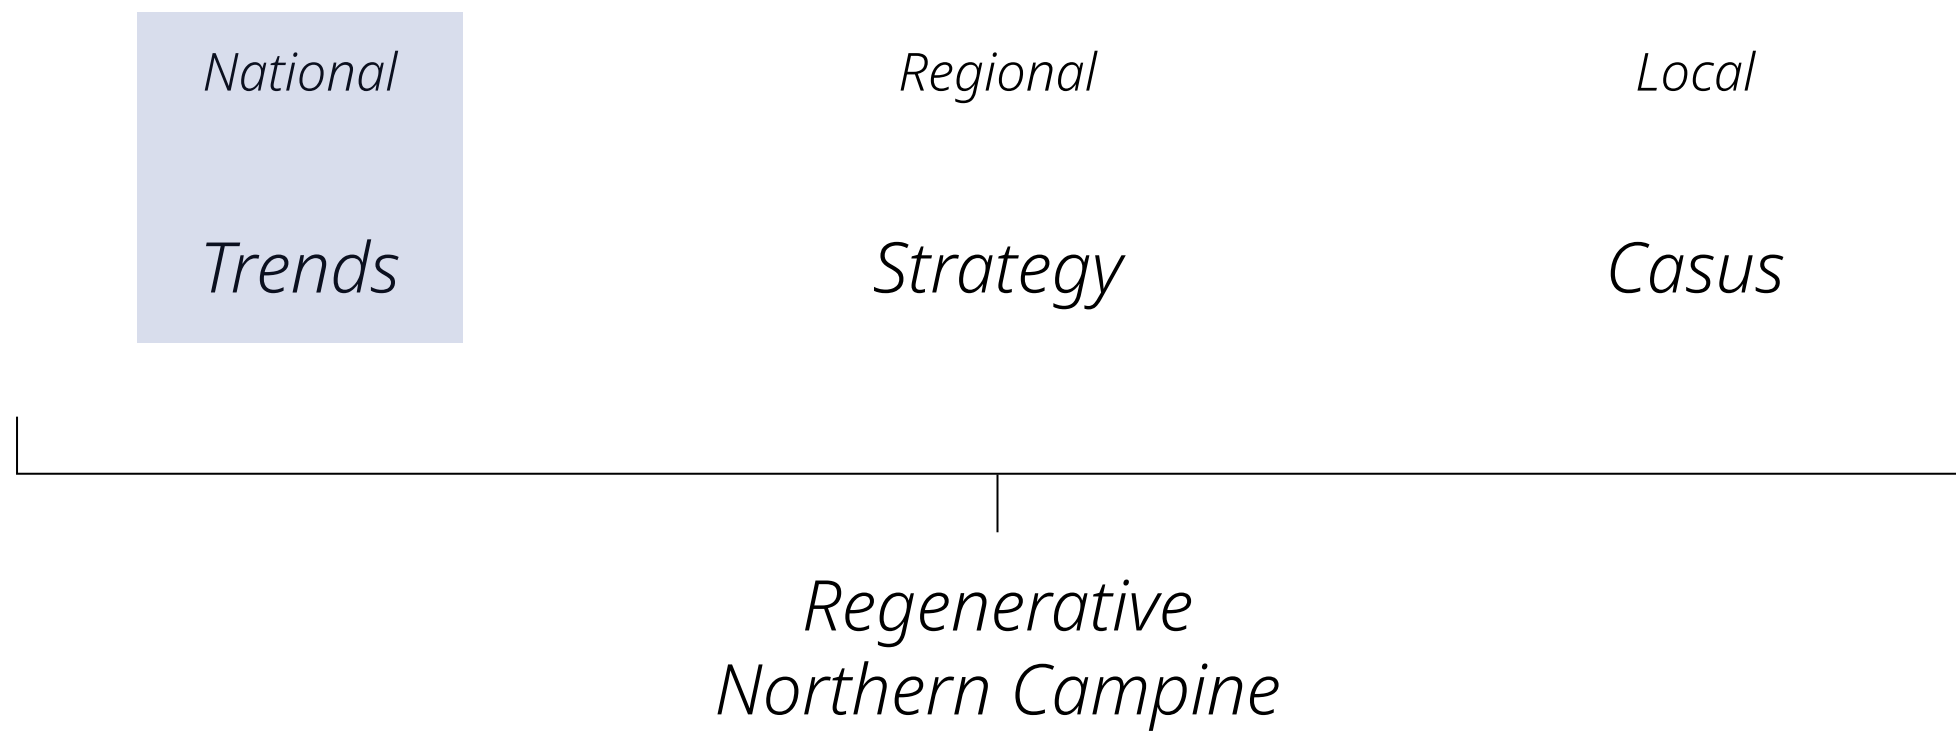 National
Regional
Local
Trends
Strategy
Casus
Regenerative
Northern Campine